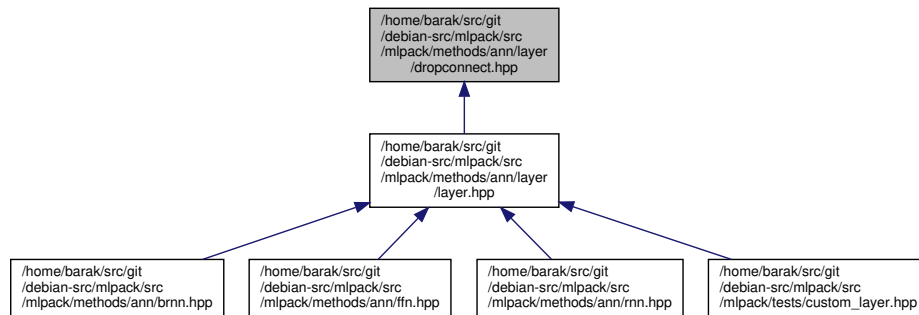 /home/barak/src/git
/debian-src/mlpack/src
/mlpack/methods/ann/layer
/dropconnect.hpp
/home/barak/src/git
/debian-src/mlpack/src
/mlpack/methods/ann/layer
/layer.hpp
/home/barak/src/git
/debian-src/mlpack/src
/mlpack/methods/ann/brnn.hpp
/home/barak/src/git
/debian-src/mlpack/src
/mlpack/methods/ann/ffn.hpp
/home/barak/src/git
/debian-src/mlpack/src
/mlpack/methods/ann/rnn.hpp
/home/barak/src/git
/debian-src/mlpack/src
/mlpack/tests/custom_layer.hpp